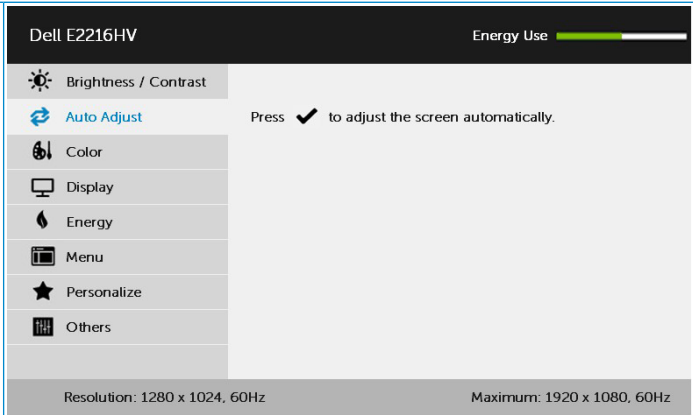 Dell E2216HV
Energy Use
Brightness / Contrast
Auto Adjust
Press ✔ to adjust the screen automatically.
Color
Display
Energy
Menu
Personalize
Others
Resolution: 1280 x 1024, 60Hz
Maximum: 1920 x 1080, 60Hz